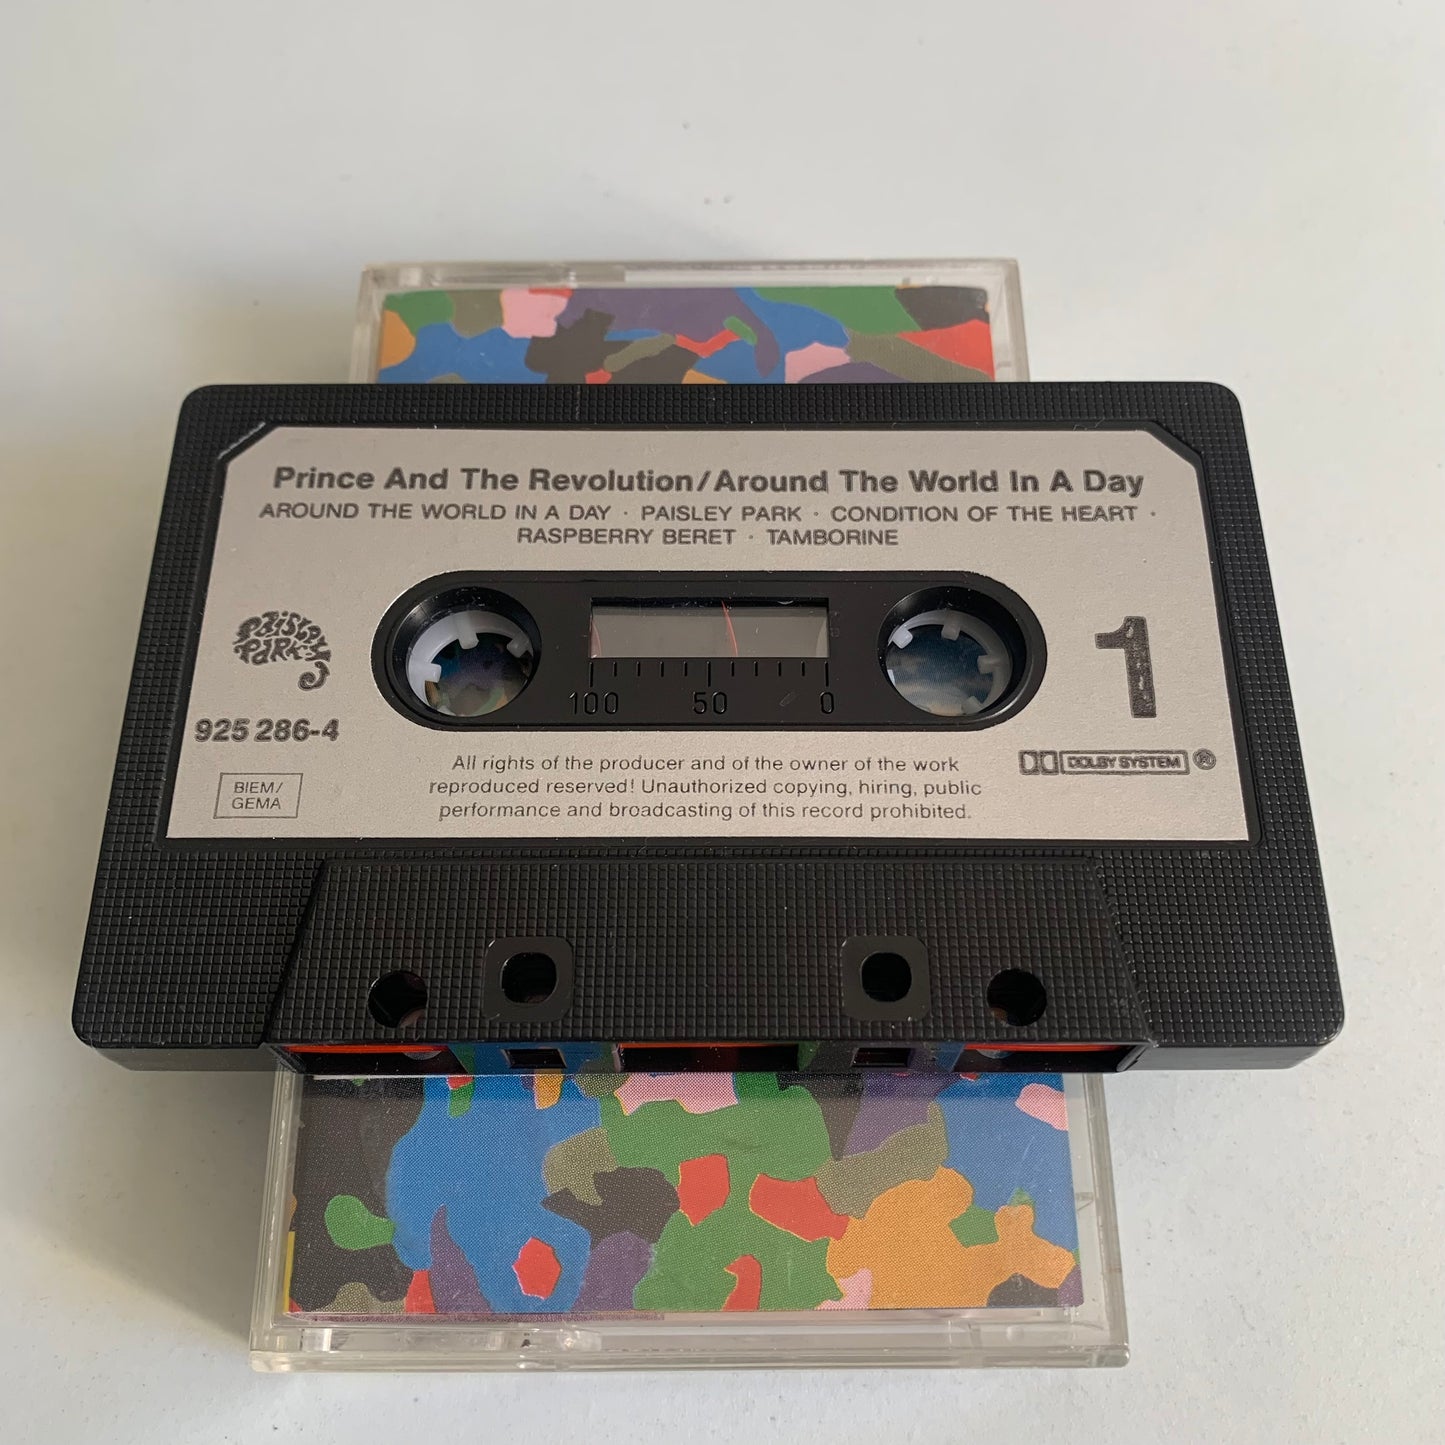 Prince And The Revolution/Around The World In A Day
AROUND THE WORLD IN A DAY · PAISLEY PARK · CONDITION OF THE HEART ·
RASPBERRY BERET · TAMBORINE
PAISLEY
PARK
1
100 50 0
925 286-4
DOLBY SYSTEM ®
BIEM/
GEMA
All rights of the producer and of the owner of the work
reproduced reserved! Unauthorized copying, hiring, public
performance and broadcasting of this record prohibited.